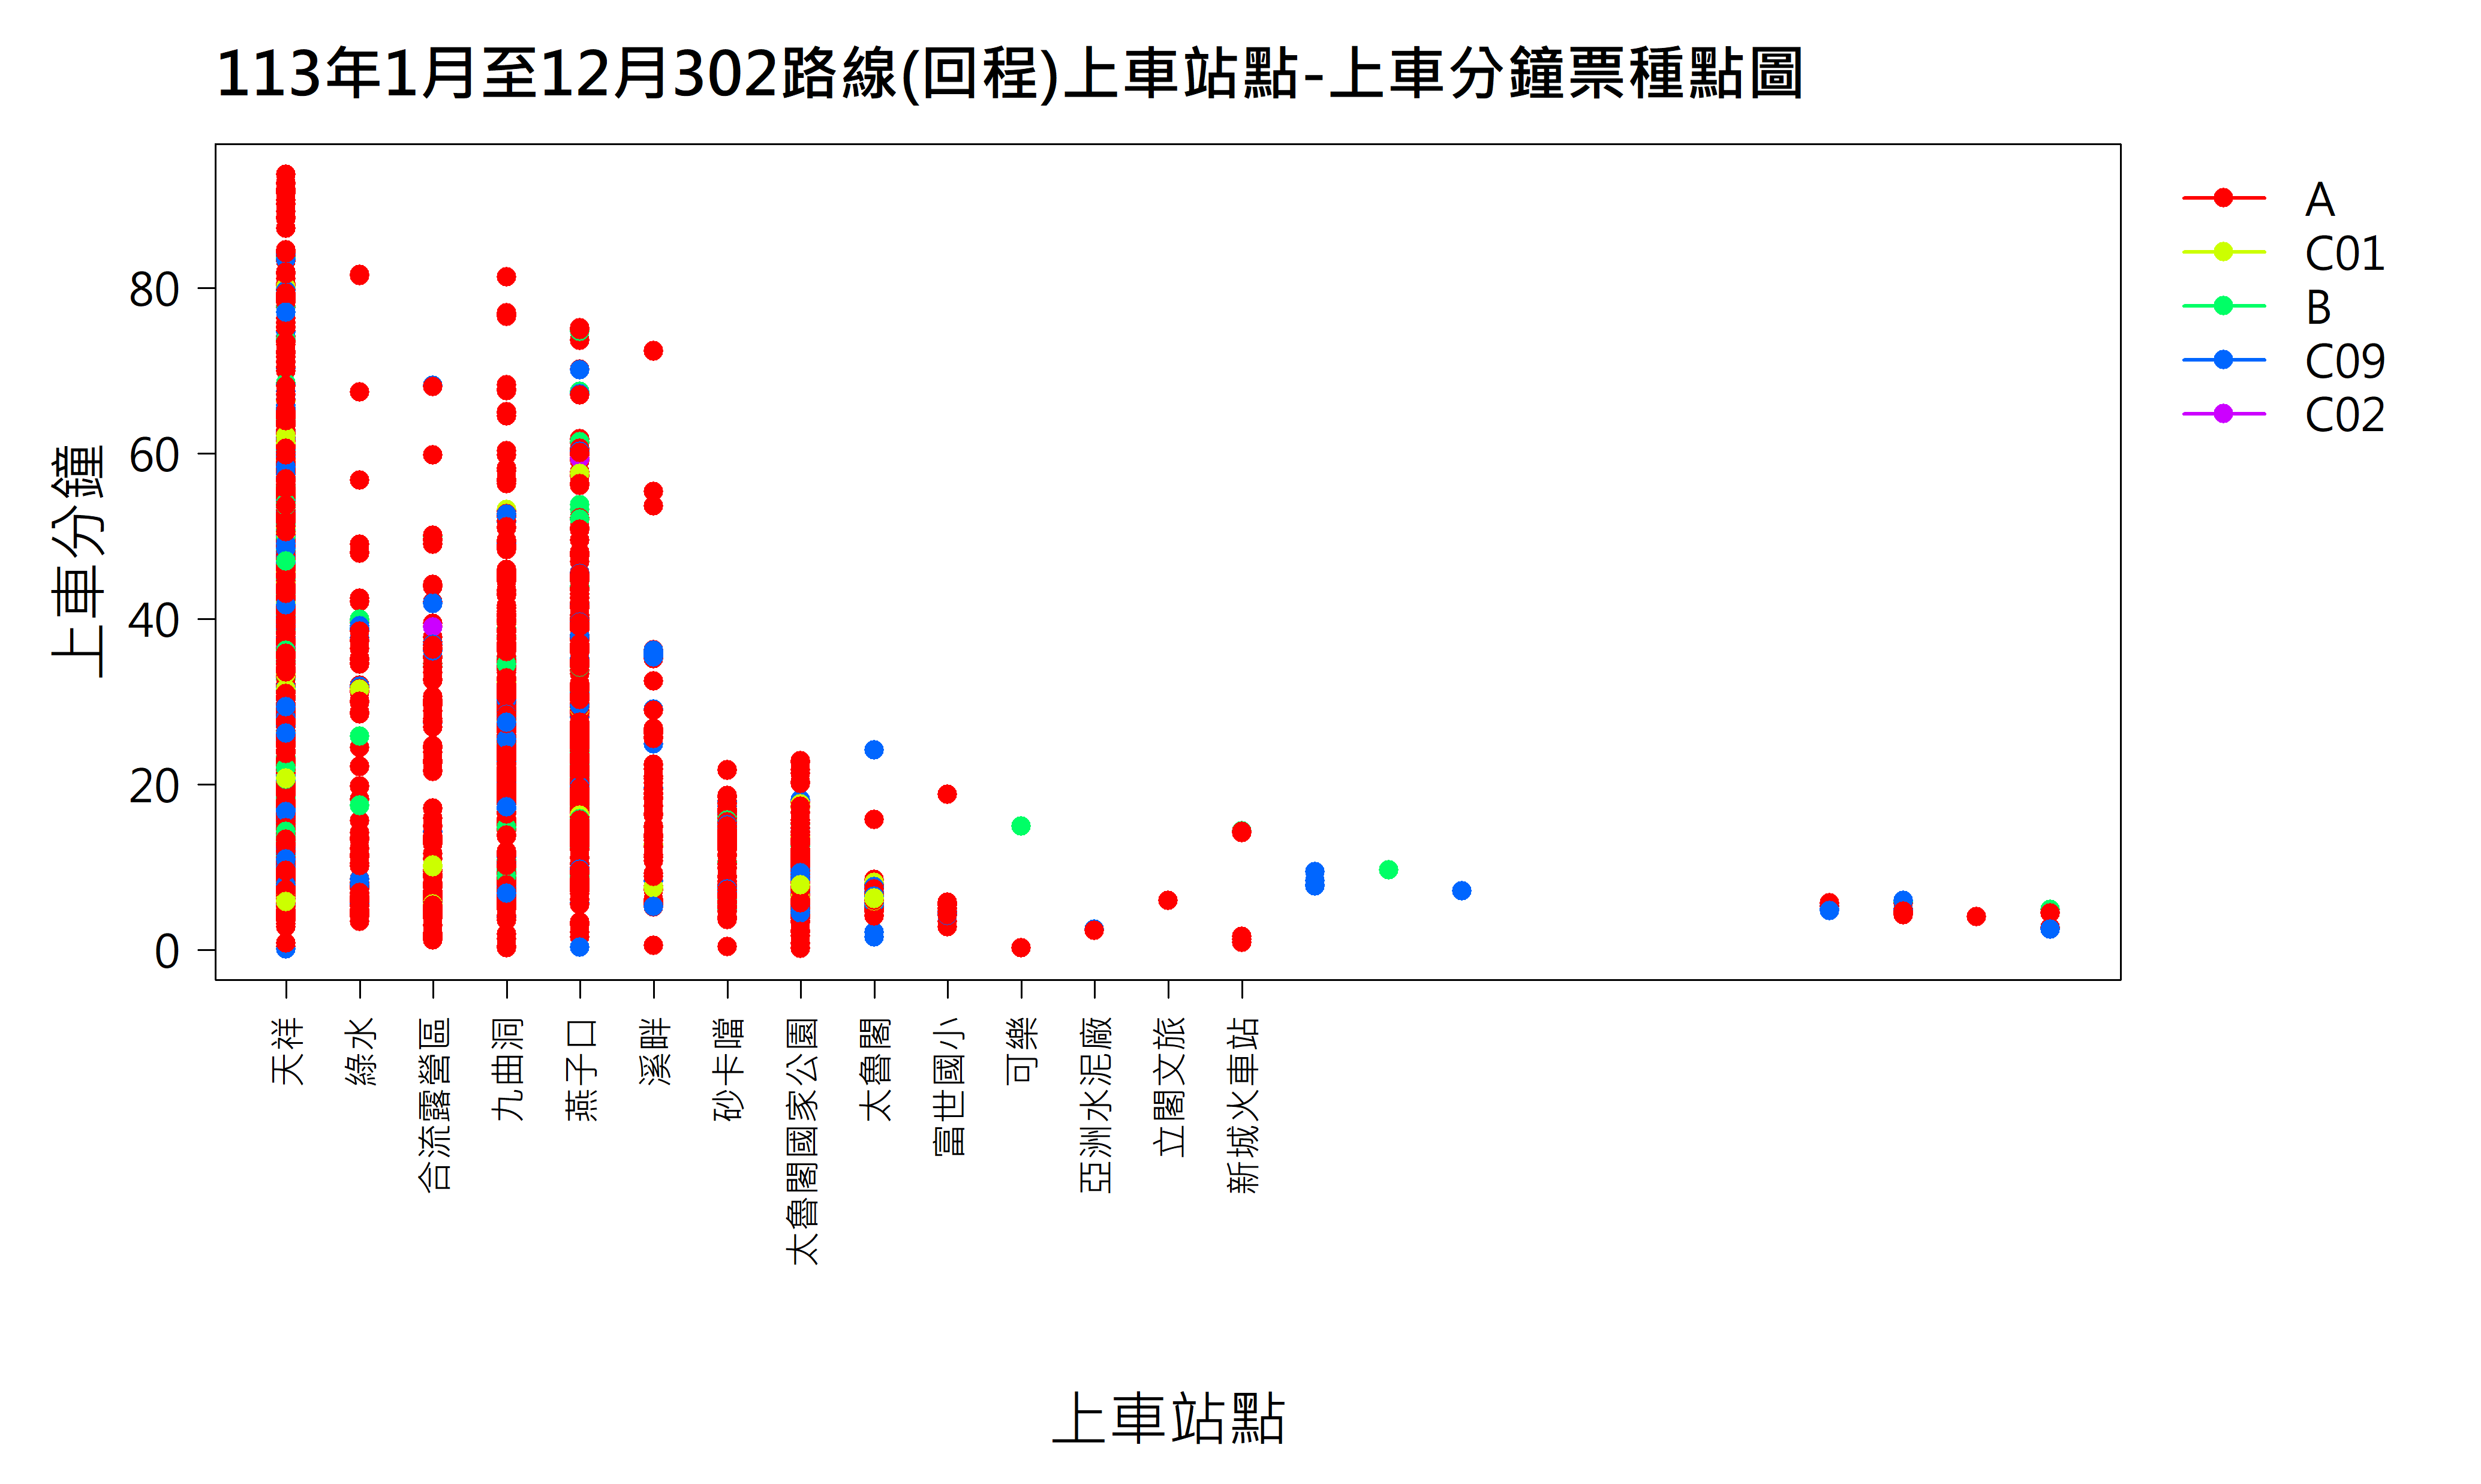 113年1月至12月302路線(回程)上車站點-上車分鐘票種點圖
A
C01
B
C09
C02
上車分鐘
80
60
40
20
0
天祥
綠水
合流露營區
九曲洞
燕子口
溪畔
砂卡噹
太魯閣國家公園
太魯閣
富世國小
可樂
亞洲水泥廠
立閣文旅
新城火車站
上車站點